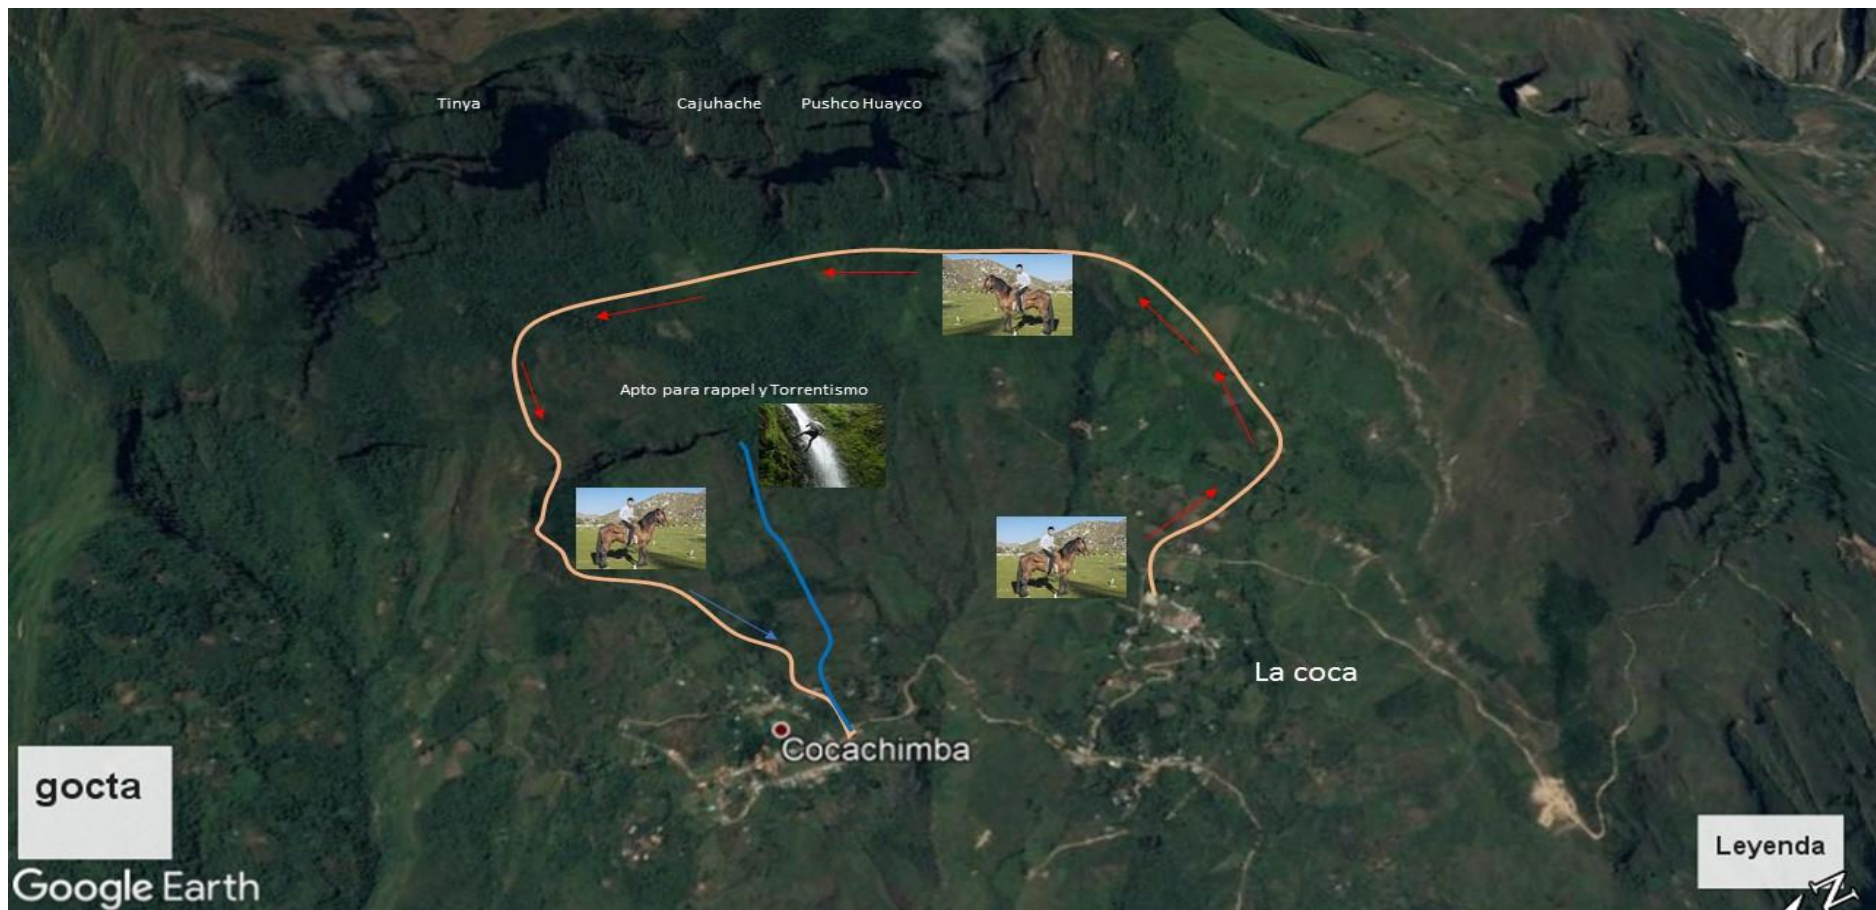 Tinya
Cajuhache
Pushco Huayco
Apto para rappel y Torrentismo
La coca
Cocachimba
gocta
Leyenda
Google Earth
N